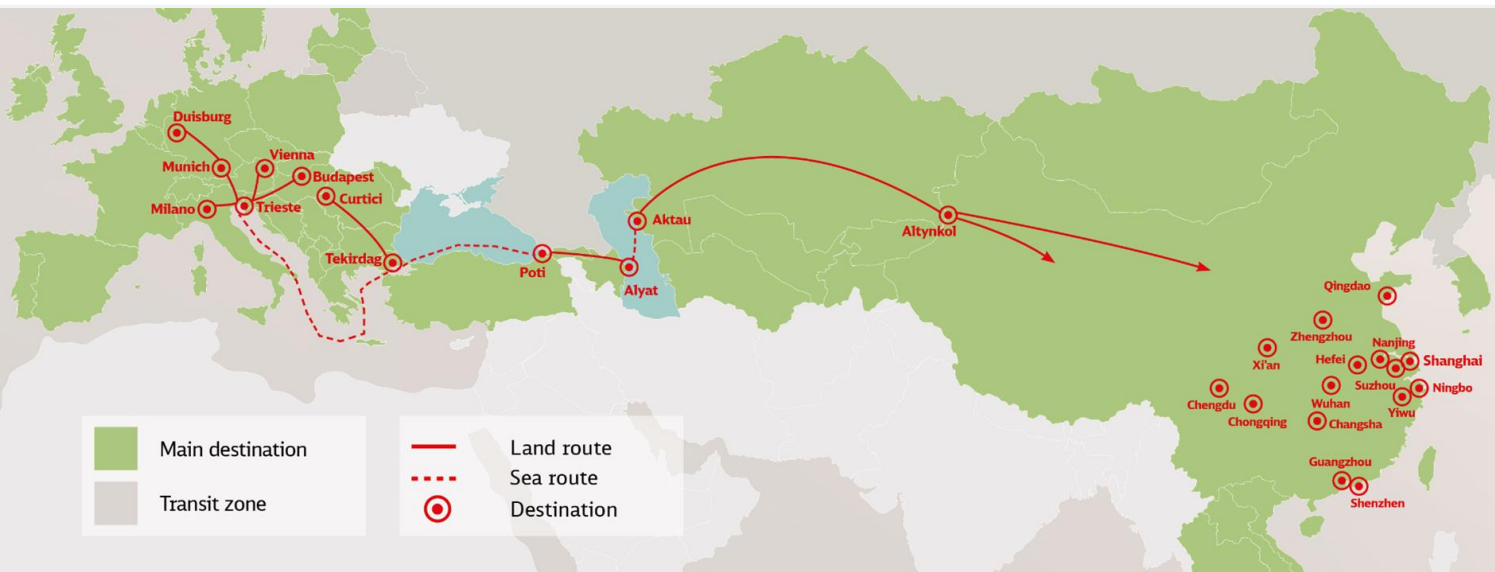 Duisburg
Munich
Vienna
Budapest
Curtici
Milano
Trieste
Tekirdag
Poti
Alyat
Aktau
Altynkol
Qingdao
Zhengzhou
Nanjing
Xi'an
Hefei
Shanghai
Suzhou
Ningbo
Chengdu
Wuhan
Yiwu
Chongqing
Changsha
Guangzhou
Shenzhen
Main destination
Transit zone
Land route
Sea route
Destination